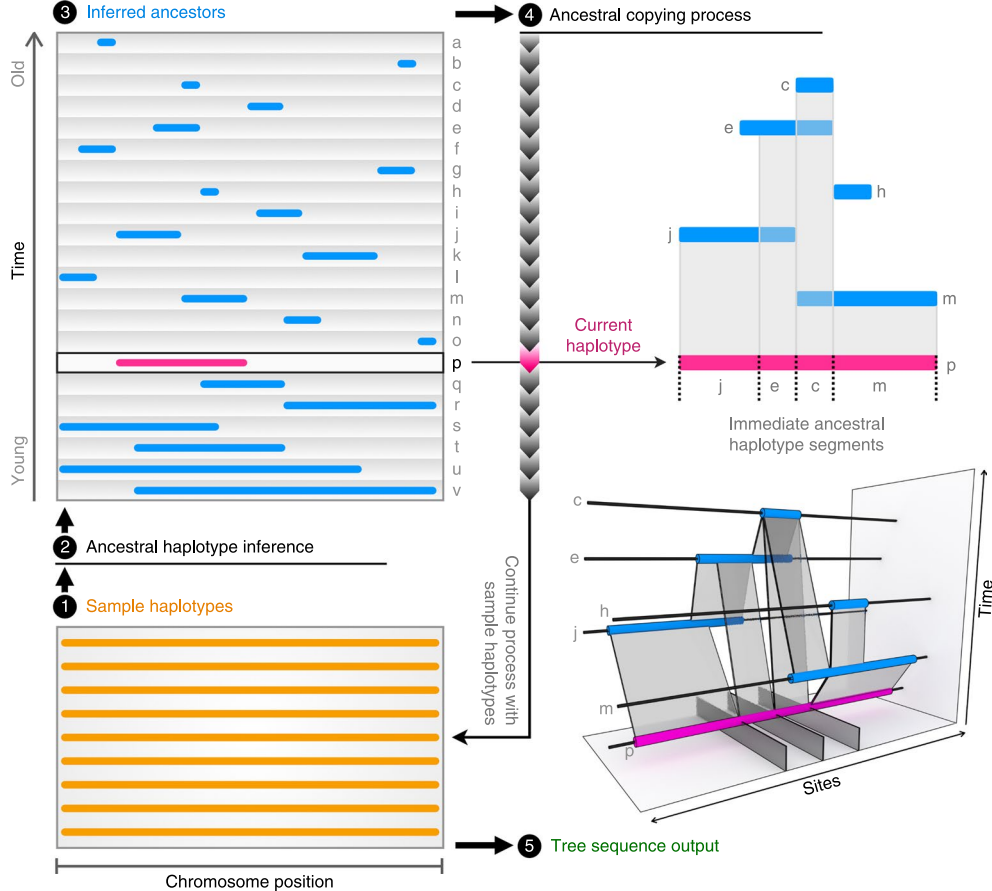 3 Inferred ancestors
4 Ancestral copying process
Old
Time
Young
a
b
c
d
e
f
g
h
i
j
k
l
m
n
o
p
q
r
s
t
u
v
c
e
h
j
m
p
Current
haplotype
j e c m
Immediate ancestral
haplotype segments
2 Ancestral haplotype inference
1 Sample haplotypes
Continue process with
sample haplotypes
c
e
h
j
m
p
Time
Sites
5 Tree sequence output
Chromosome position